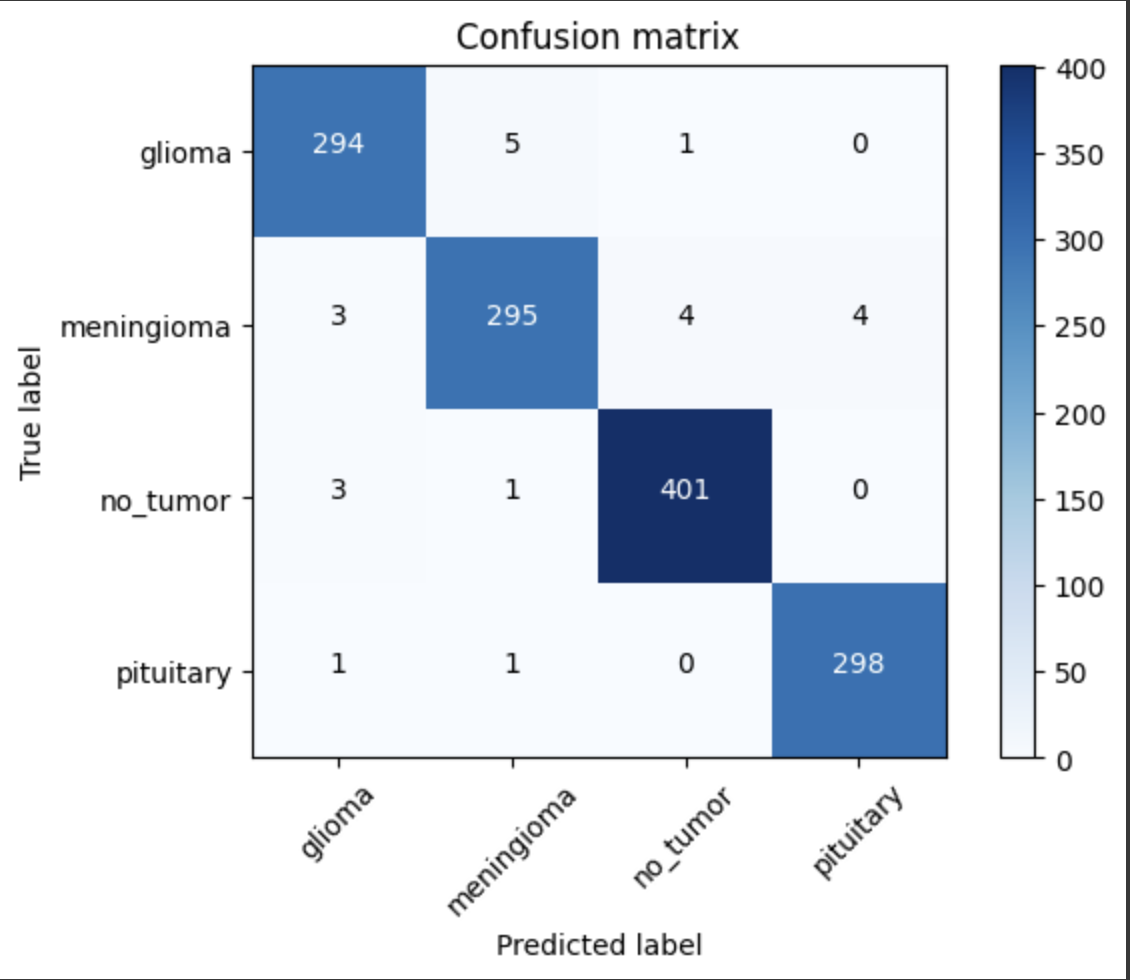 Confusion matrix
glioma 294 5 1 0
meningioma 3 295 4 4
no_tumor 3 1 401 0
pituitary 1 1 0 298
True label
glioma meningioma no_tumor pituitary
Predicted label
400
350
300
250
200
150
100
50
0